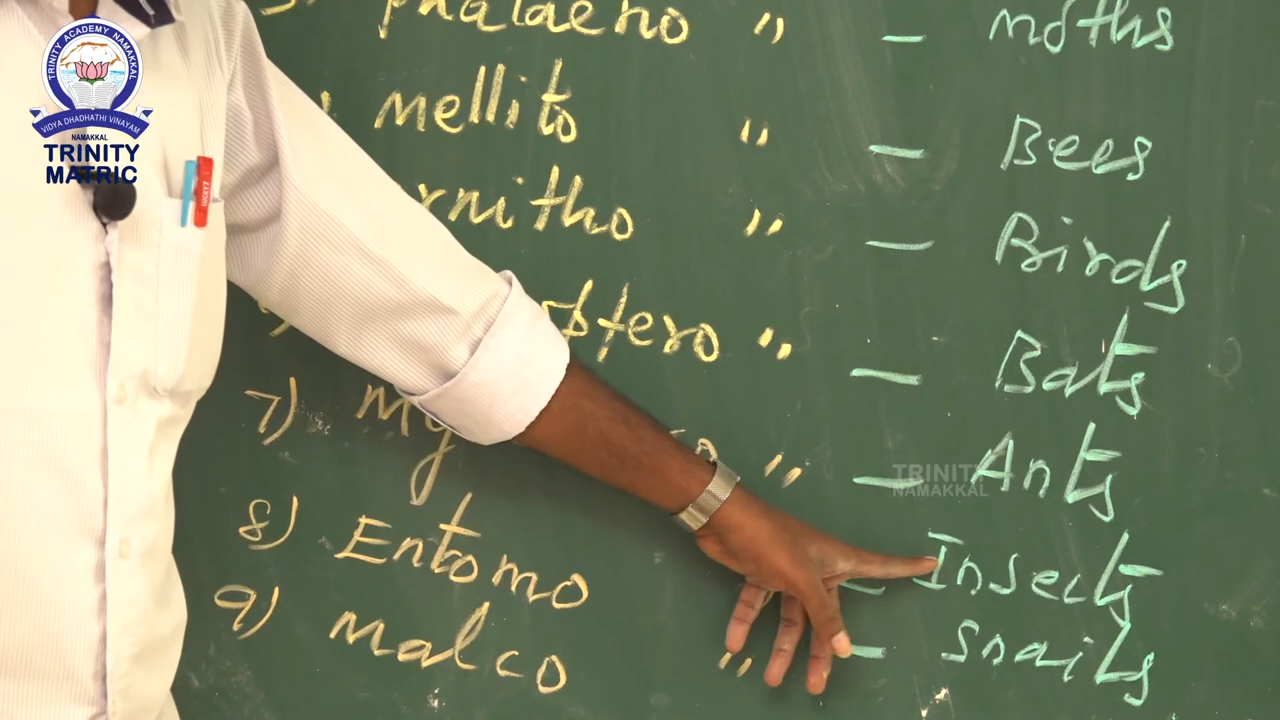 TRINITY ACADEMY NAMAKKAL
VIDYA DHADHATHI VINAYAM
NAMAKKAL
TRINITY
MATRIC
LUCKY7
phalaeno " - moths
mellito " - Bees
rnitho " - Birds
ptero " - Bats
7) My " - Ants
8) Entomo - Insects
9) malco " - Snails
TRINITY
NAMAKKAL